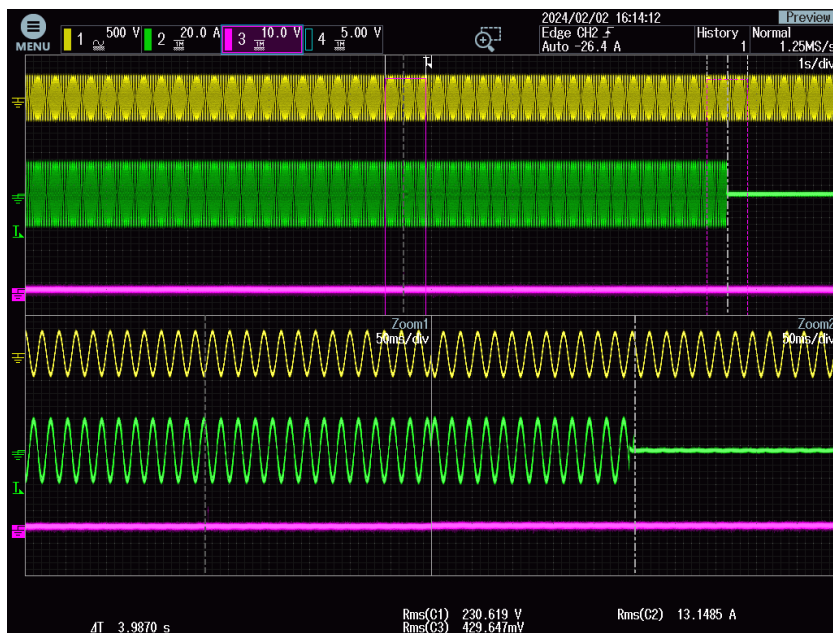 2024/02/02 16:14:12
Preview
MENU
1 500 V
2 20.0 A
3 10.0 V
4 5.00 V
Edge CH2
Auto -26.4 A
History
1
Normal
1.25MS/s
1s/div
Zoom1
50ms/div
Zoom2
50ms/div
ΔT 3.9870 s
Rms(C1) 230.619 V
Rms(C3) 429.647mV
Rms(C2) 13.1485 A